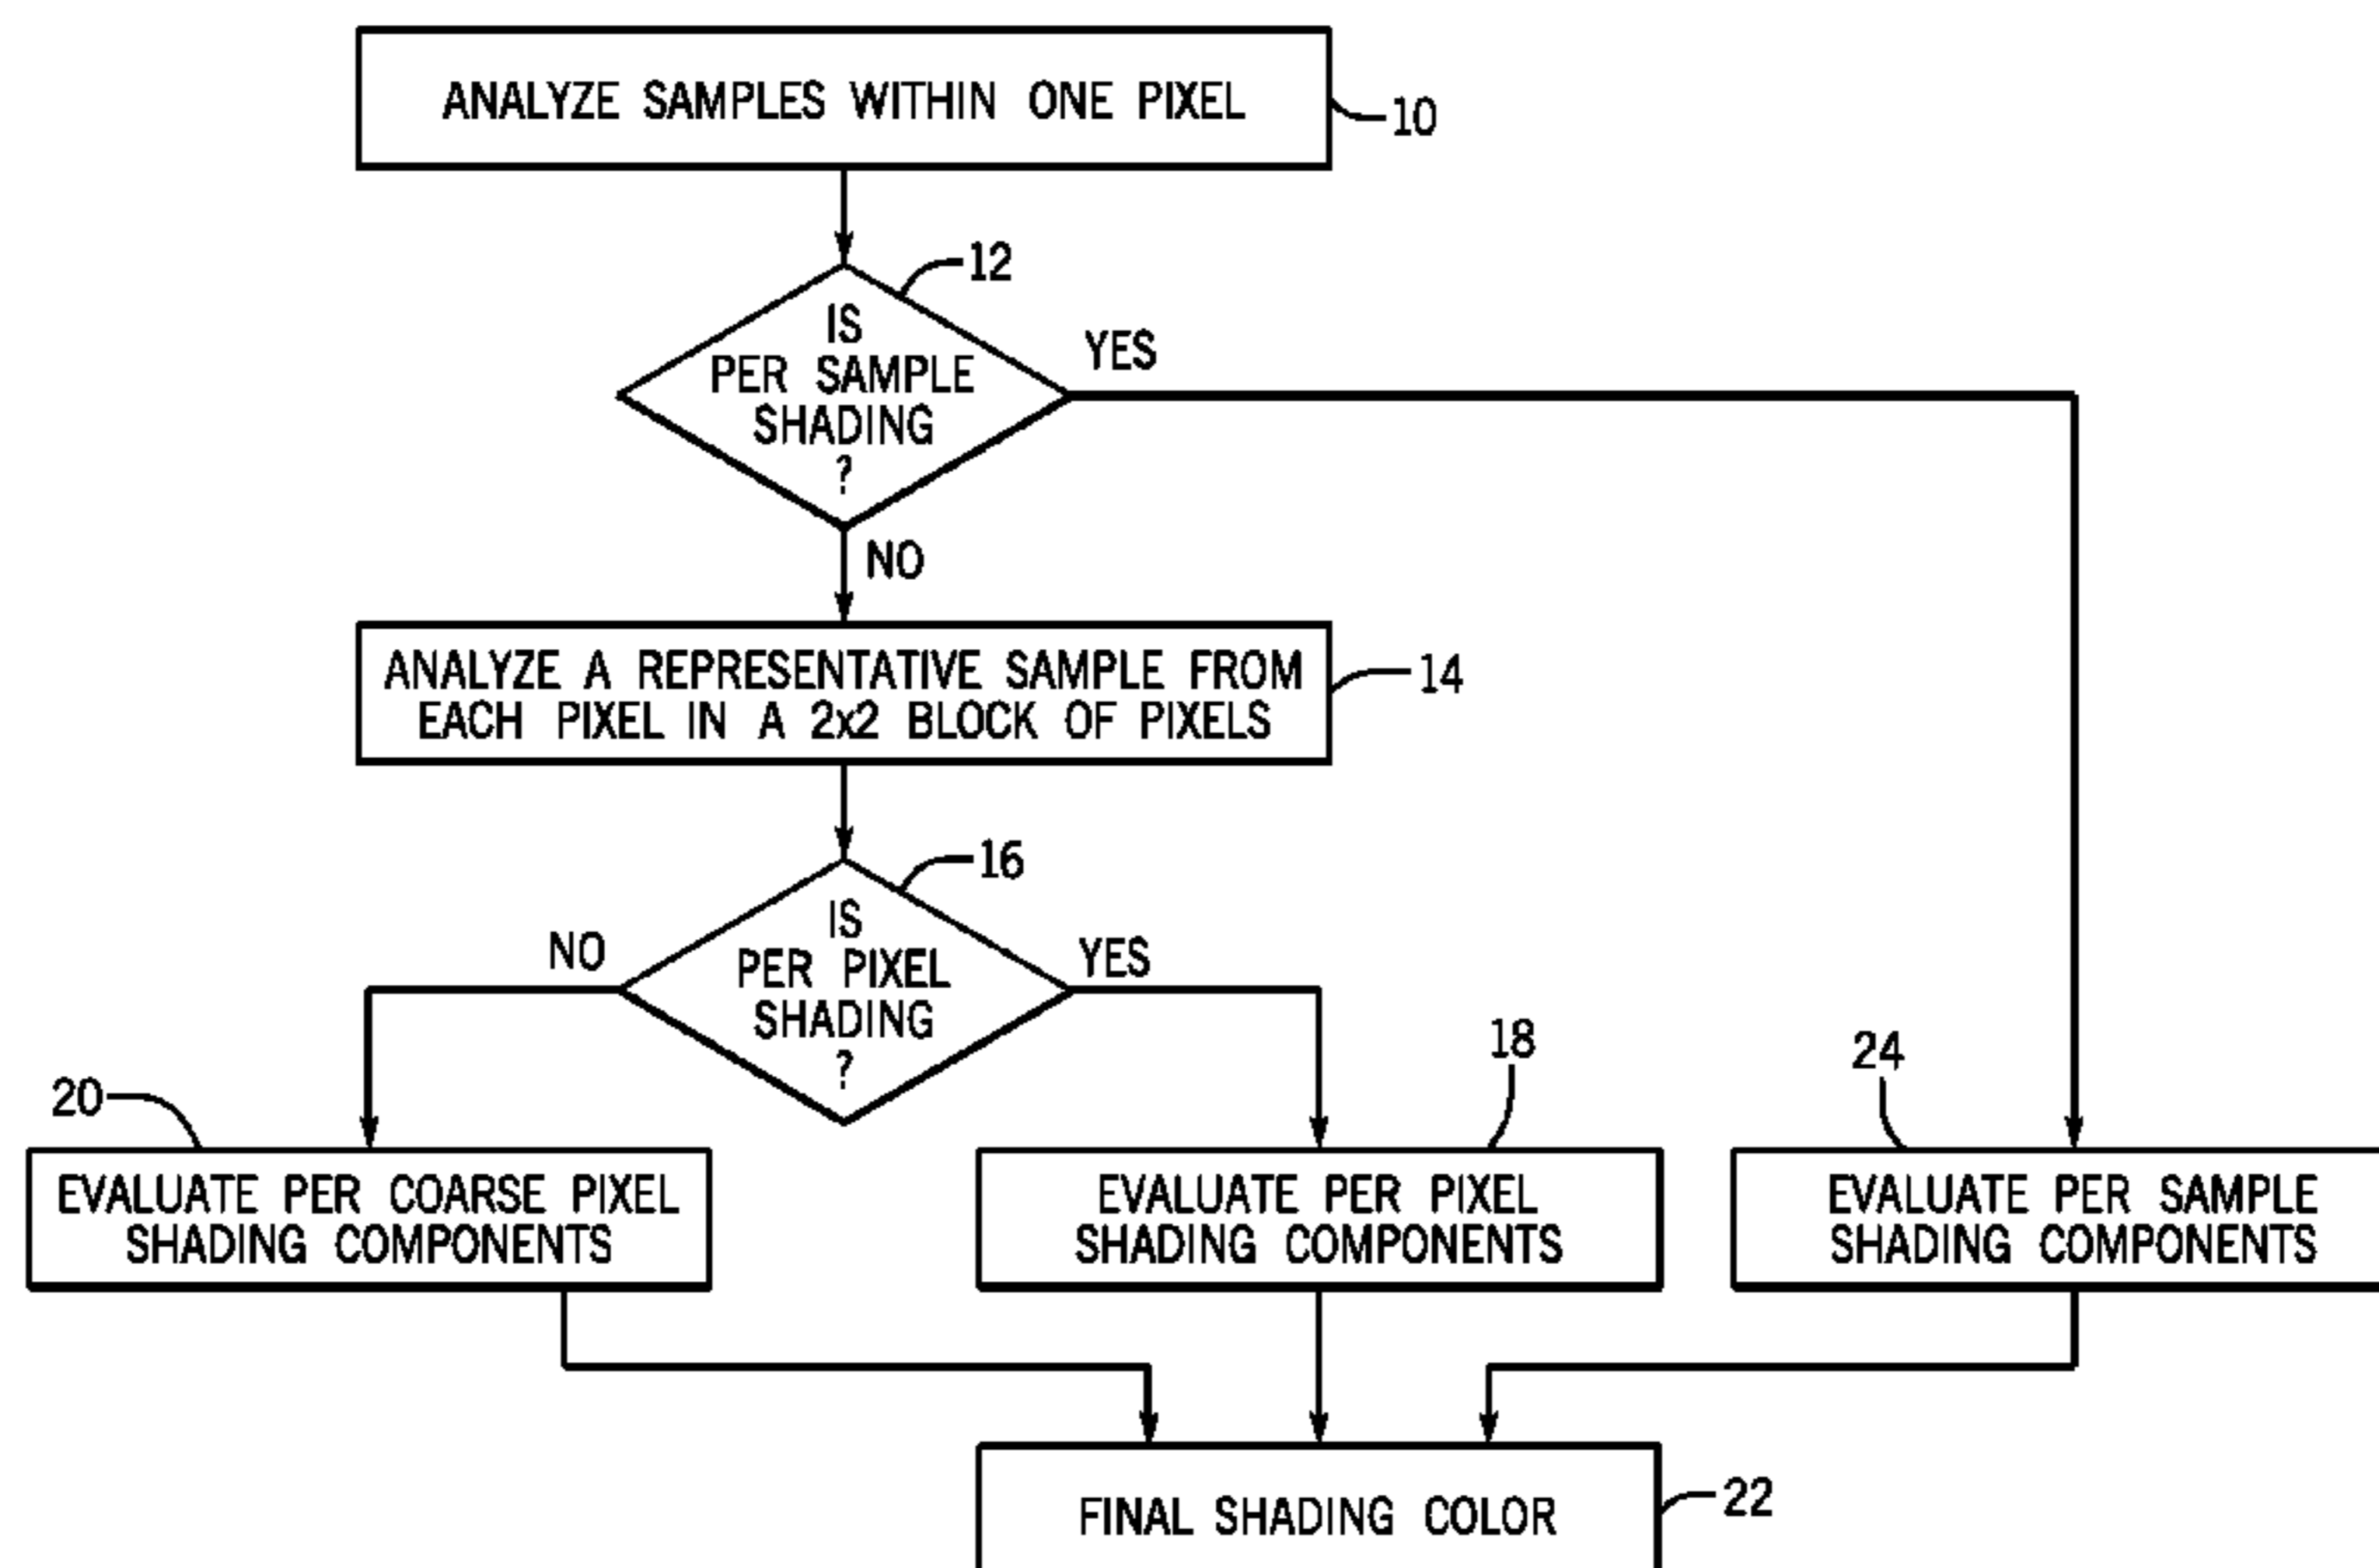 ANALYZE SAMPLES WITHIN ONE PIXEL
10
12
IS
PER SAMPLE
SHADING
?
YES
NO
ANALYZE A REPRESENTATIVE SAMPLE FROM
EACH PIXEL IN A 2x2 BLOCK OF PIXELS
14
16
IS
PER PIXEL
SHADING
?
NO
YES
20
EVALUATE PER COARSE PIXEL
SHADING COMPONENTS
18
EVALUATE PER PIXEL
SHADING COMPONENTS
24
EVALUATE PER SAMPLE
SHADING COMPONENTS
FINAL SHADING COLOR
22